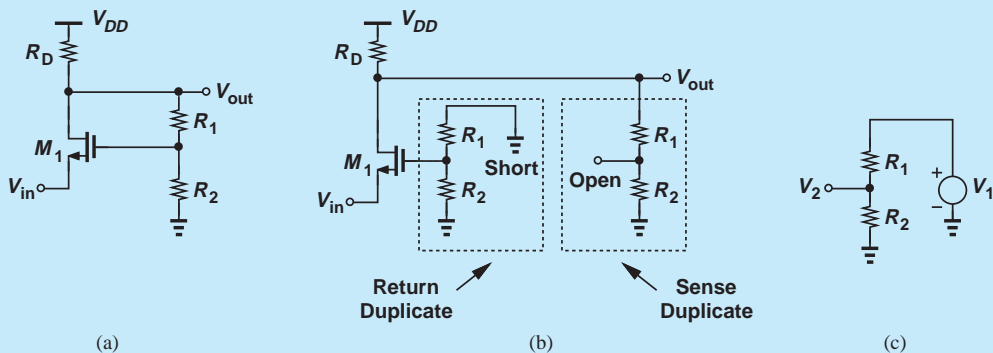 V_DD
R_D
V_out
R_1
M_1
V_in
R_2
(a)
V_DD
R_D
V_out
R_1
R_1
M_1
Short
Open
V_in
R_2
R_2
Return
Duplicate
Sense
Duplicate
(b)
R_1
+
V_2
V_1
−
R_2
(c)